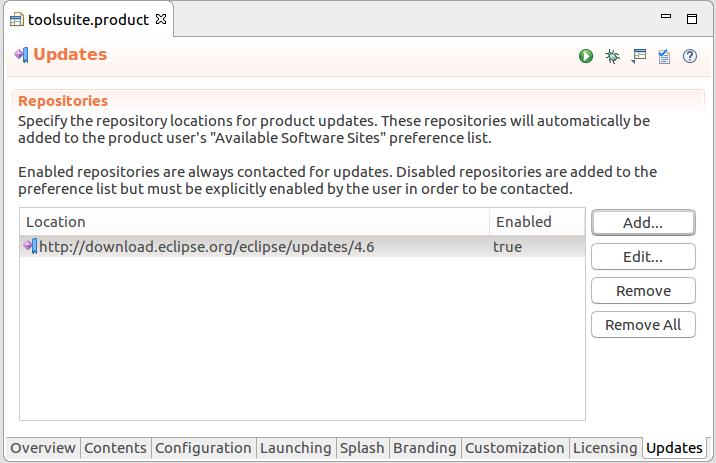 toolsuite.product
Updates
Repositories
Specify the repository locations for product updates. These repositories will automatically be
added to the product user's "Available Software Sites" preference list.
Enabled repositories are always contacted for updates. Disabled repositories are added to the
preference list but must be explicitly enabled by the user in order to be contacted.
Location Enabled
http://download.eclipse.org/eclipse/updates/4.6 true
Add...
Edit...
Remove
Remove All
Overview Contents Configuration Launching Splash Branding Customization Licensing Updates